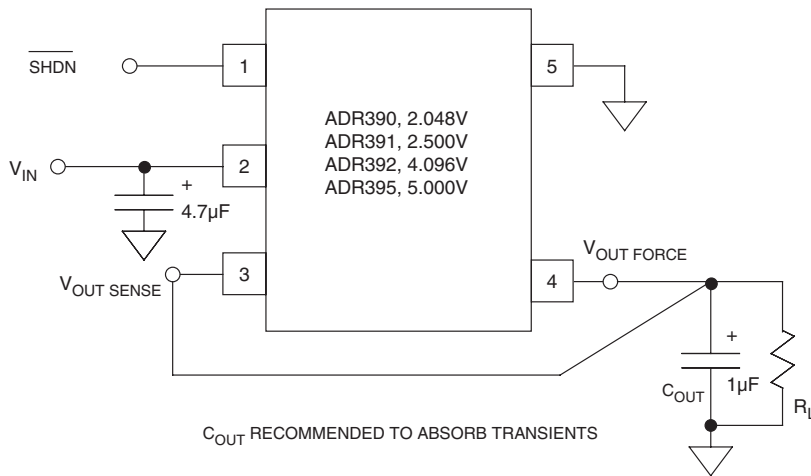 SHDN
1
5
ADR390, 2.048V
ADR391, 2.500V
ADR392, 4.096V
ADR395, 5.000V
VIN
2
+
4.7µF
VOUT SENSE
3
4
VOUT FORCE
+
COUT
1µF
RL
COUT RECOMMENDED TO ABSORB TRANSIENTS